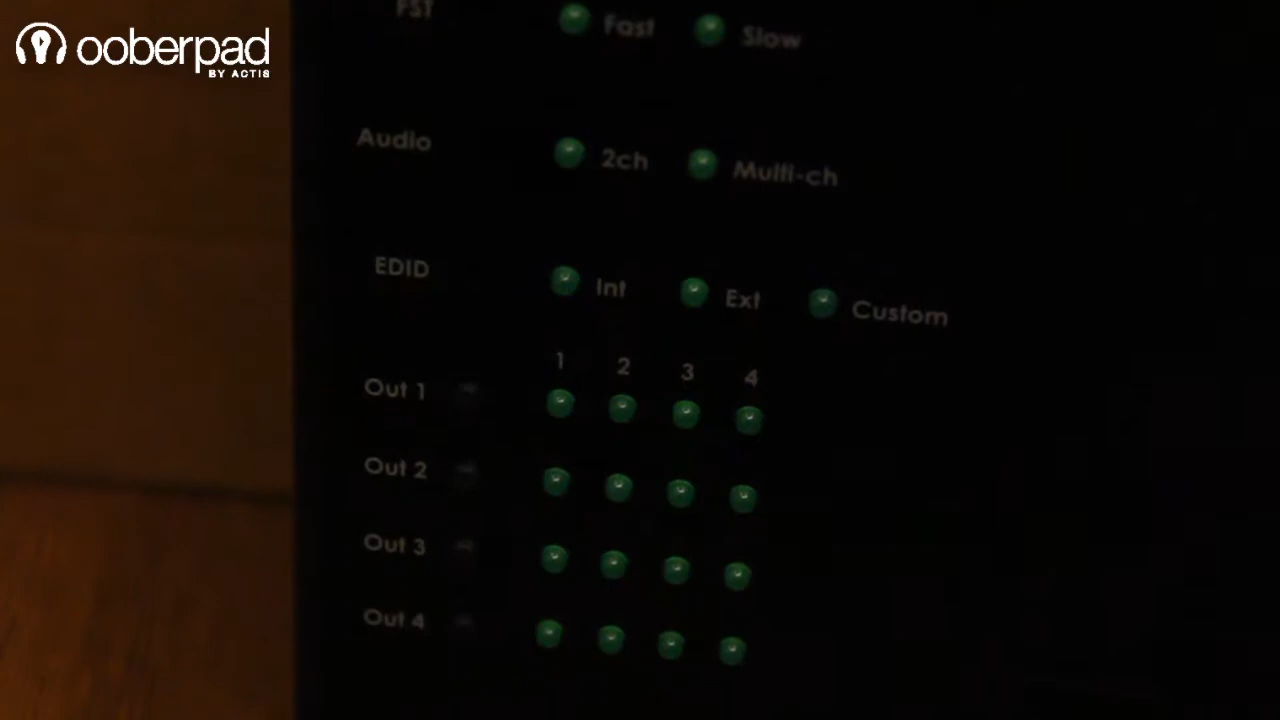 ooberpad
BY ACTIS
FST Fast Slow
Audio 2ch Multi-ch
EDID Int Ext Custom
1 2 3 4
Out 1
Out 2
Out 3
Out 4